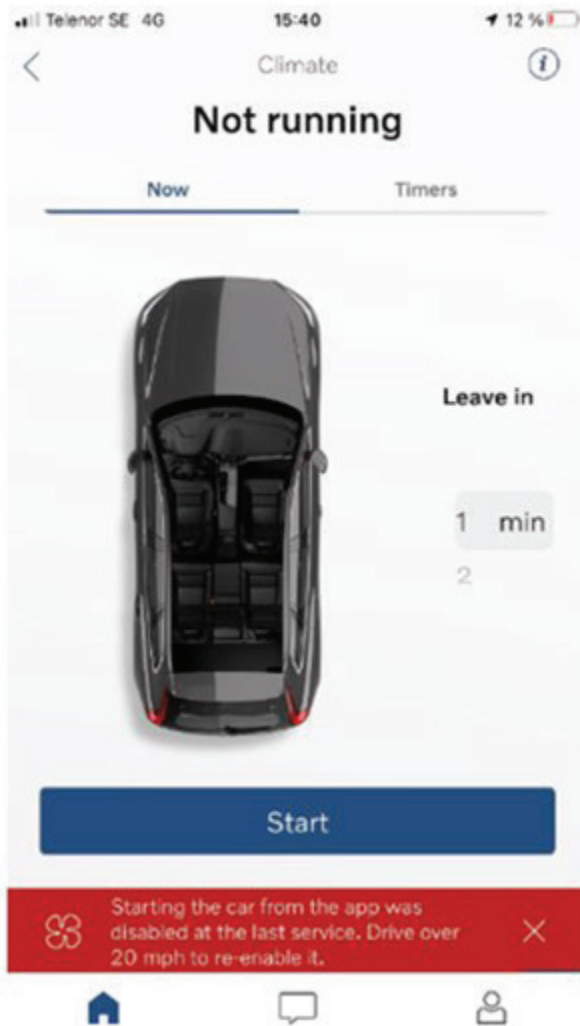 Telenor SE 4G 15:40 12 %
Climate
Not running
Now Timers
Leave in
1 min
2
Start
Starting the car from the app was
disabled at the last service. Drive over
20 mph to re-enable it.